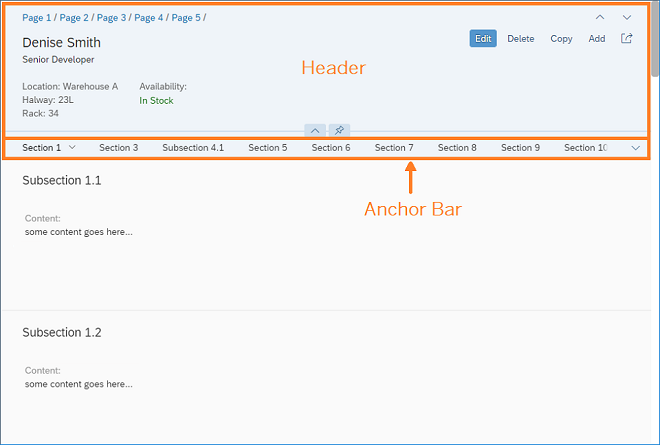 Page 1 / Page 2 / Page 3 / Page 4 / Page 5 /
Denise Smith
Edit Delete Copy Add
Senior Developer
Header
Location: Warehouse A Availability:
Halway: 23L In Stock
Rack: 34
Section 1 Section 3 Subsection 4.1 Section 5 Section 6 Section 7 Section 8 Section 9 Section 10
Anchor Bar
Subsection 1.1
Content:
some content goes here...
Subsection 1.2
Content:
some content goes here...